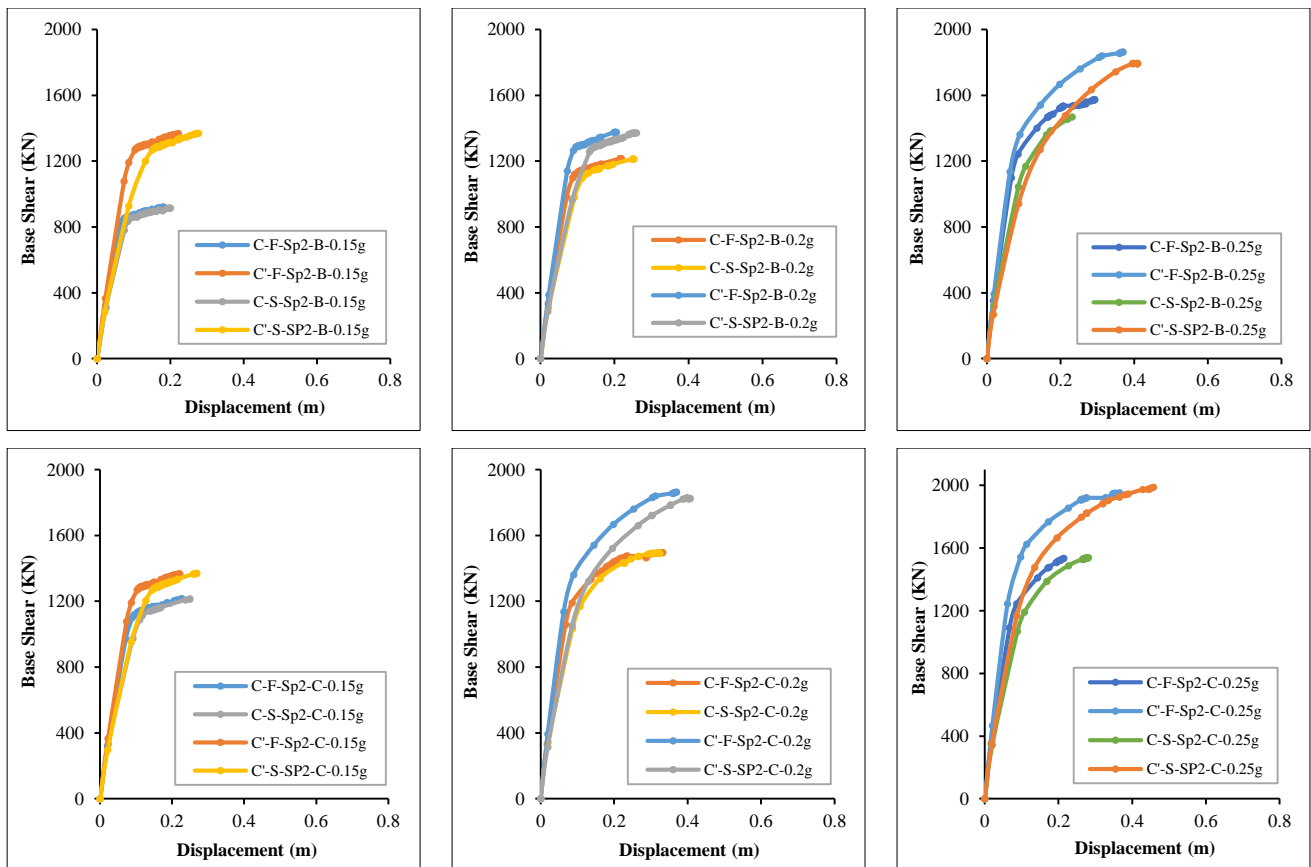 2000
1600
1200
800
400
0
Base Shear (KN)
C-F-Sp2-B-0.15g
C'-F-Sp2-B-0.15g
C-S-Sp2-B-0.15g
C'-S-SP2-B-0.15g
0 0.2 0.4 0.6 0.8
Displacement (m)
2000
1600
1200
800
400
0
Base Shear (KN)
C-F-Sp2-B-0.2g
C-S-Sp2-B-0.2g
C'-F-Sp2-B-0.2g
C'-S-SP2-B-0.2g
0 0.2 0.4 0.6 0.8
Displacement (m)
2000
1600
1200
800
400
0
Base Shear (KN)
C-F-Sp2-B-0.25g
C'-F-Sp2-B-0.25g
C-S-Sp2-B-0.25g
C'-S-SP2-B-0.25g
0 0.2 0.4 0.6 0.8
Displacement (m)
2000
1600
1200
800
400
0
Base Shear (KN)
C-F-Sp2-C-0.15g
C-S-Sp2-C-0.15g
C'-F-Sp2-C-0.15g
C'-S-SP2-C-0.15g
0 0.2 0.4 0.6 0.8
Displacement (m)
2000
1600
1200
800
400
0
Base Shear (KN)
C-F-Sp2-C-0.2g
C-S-Sp2-C-0.2g
C'-F-Sp2-C-0.2g
C'-S-SP2-C-0.2g
0 0.2 0.4 0.6 0.8
Displacement (m)
2000
1600
1200
800
400
0
Base Shear (KN)
C-F-Sp2-C-0.25g
C'-F-Sp2-C-0.25g
C-S-Sp2-C-0.25g
C'-S-SP2-C-0.25g
0 0.2 0.4 0.6 0.8
Displacement (m)